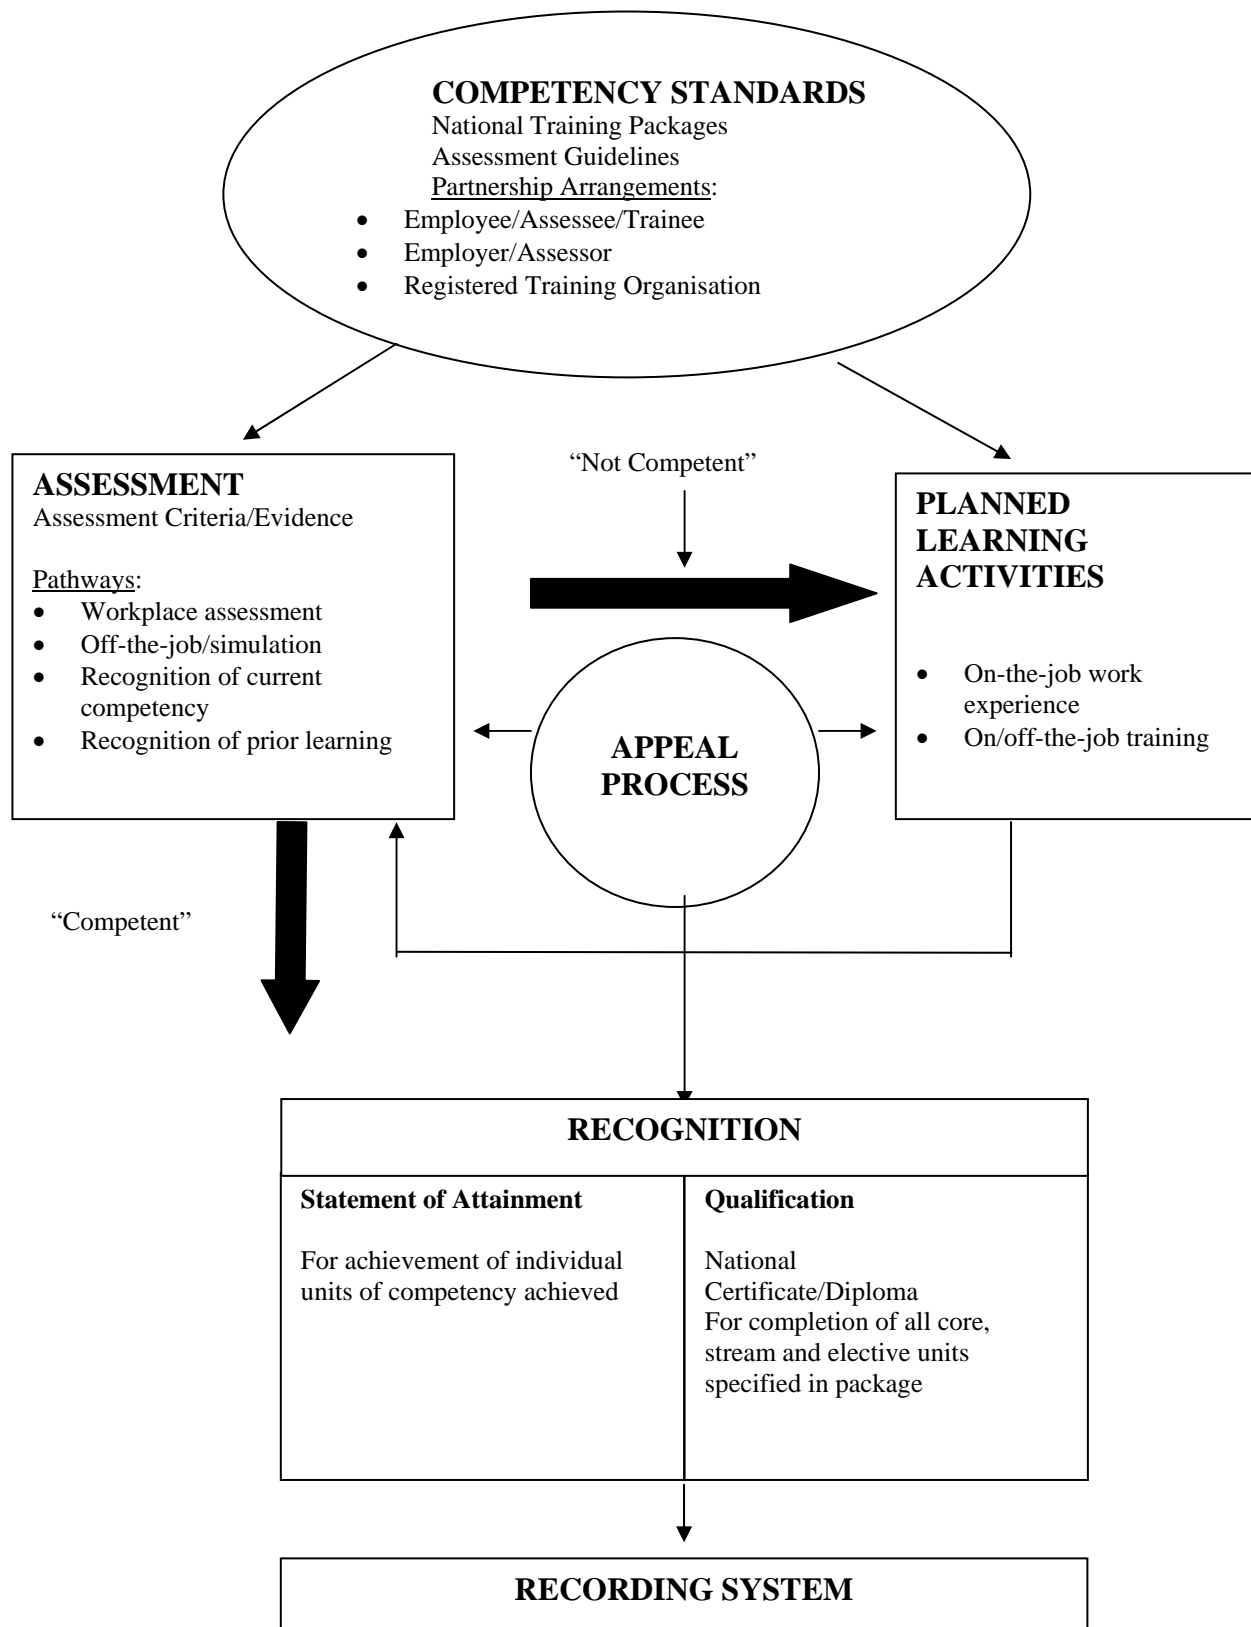 COMPETENCY STANDARDS
National Training Packages
Assessment Guidelines
Partnership Arrangements:
• Employee/Assessee/Trainee
• Employer/Assessor
• Registered Training Organisation
“Not Competent”
ASSESSMENT
Assessment Criteria/Evidence
Pathways:
• Workplace assessment
• Off-the-job/simulation
• Recognition of current
competency
• Recognition of prior learning
PLANNED
LEARNING
ACTIVITIES
• On-the-job work
experience
• On/off-the-job training
APPEAL
PROCESS
“Competent”
RECOGNITION
Statement of Attainment
For achievement of individual
units of competency achieved
Qualification
National
Certificate/Diploma
For completion of all core,
stream and elective units
specified in package
RECORDING SYSTEM